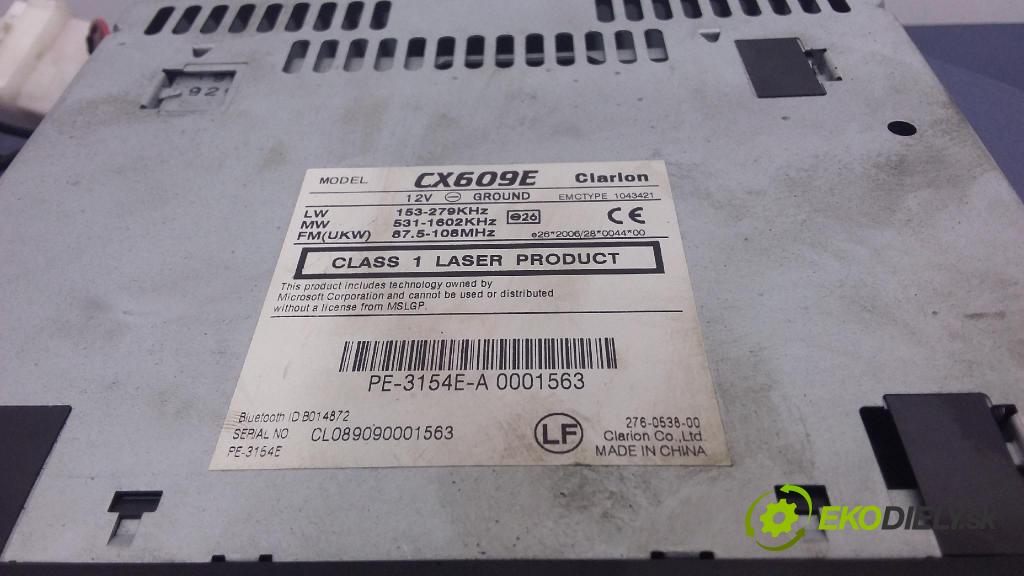 921
MODEL CX609E Clarion
12V ⊖ GROUND EMCTYPE 1043421
LW 153-279KHz
MW 531-1602KHz e26 CE
FM(UKW) 87.5-108MHz e26*2006/28*0044*00
CLASS 1 LASER PRODUCT
This product includes technology owned by
Microsoft Corporation and cannot be used or distributed
without a license from MSLGP.
PE-3154E-A 0001563
Bluetooth ID B014872
SERIAL NO CL089090001563
PE-3154E
LF
276-0538-00
Clarion Co.,Ltd.
MADE IN CHINA
EKODIELY.SK